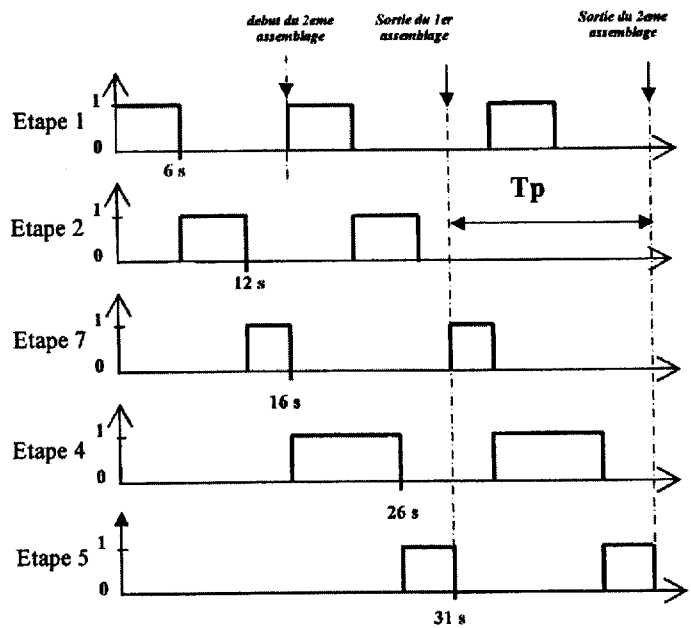 debut du 2eme
assemblage
Sortie du 1er
assemblage
Sortie du 2eme
assemblage
Etape 1
1
0
6 s
Tp
Etape 2
1
0
12 s
Etape 7
1
0
16 s
Etape 4
1
0
26 s
Etape 5
1
0
31 s